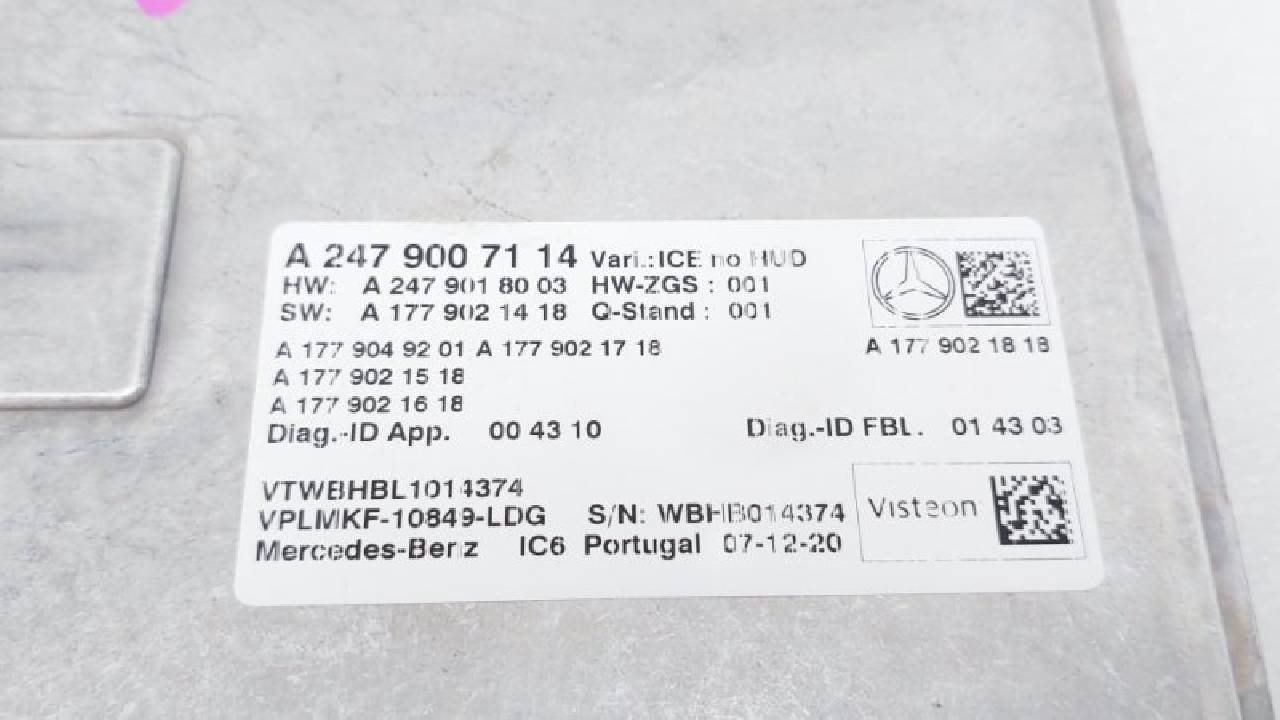 A 247 900 71 14 Vari.:ICE no HUD
HW: A 247 901 80 03 HW-ZGS : 001
SW: A 177 902 14 18 Q-Stand : 001
A 177 904 92 01 A 177 902 17 18 A 177 902 18 18
A 177 902 15 18
A 177 902 16 18
Diag.-ID App. 00 43 10 Diag.-ID FBL. 01 43 03
VTWBHBL1014374
VPLMKF-10849-LDG S/N: WBHB014374 Visteon
Mercedes-Benz IC6 Portugal 07-12-20